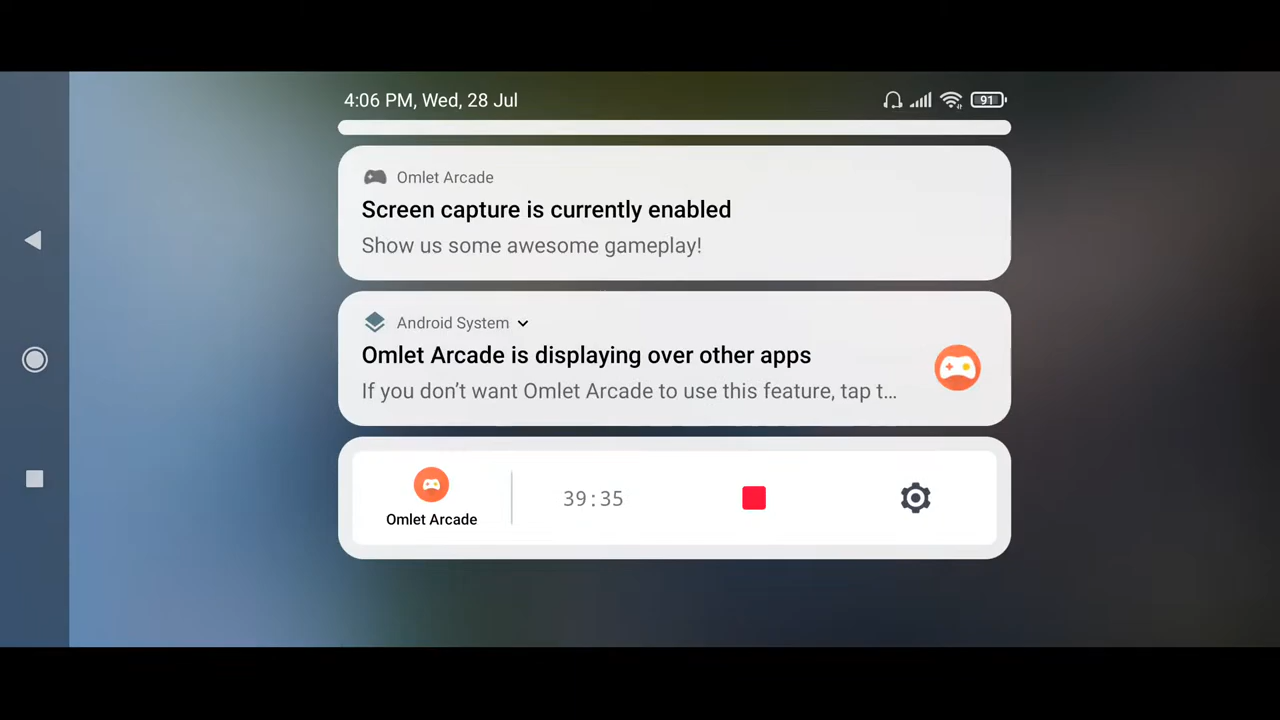 4:06 PM, Wed, 28 Jul
91
Omlet Arcade
Screen capture is currently enabled
Show us some awesome gameplay!
Android System
Omlet Arcade is displaying over other apps
If you don’t want Omlet Arcade to use this feature, tap t…
39:35
Omlet Arcade